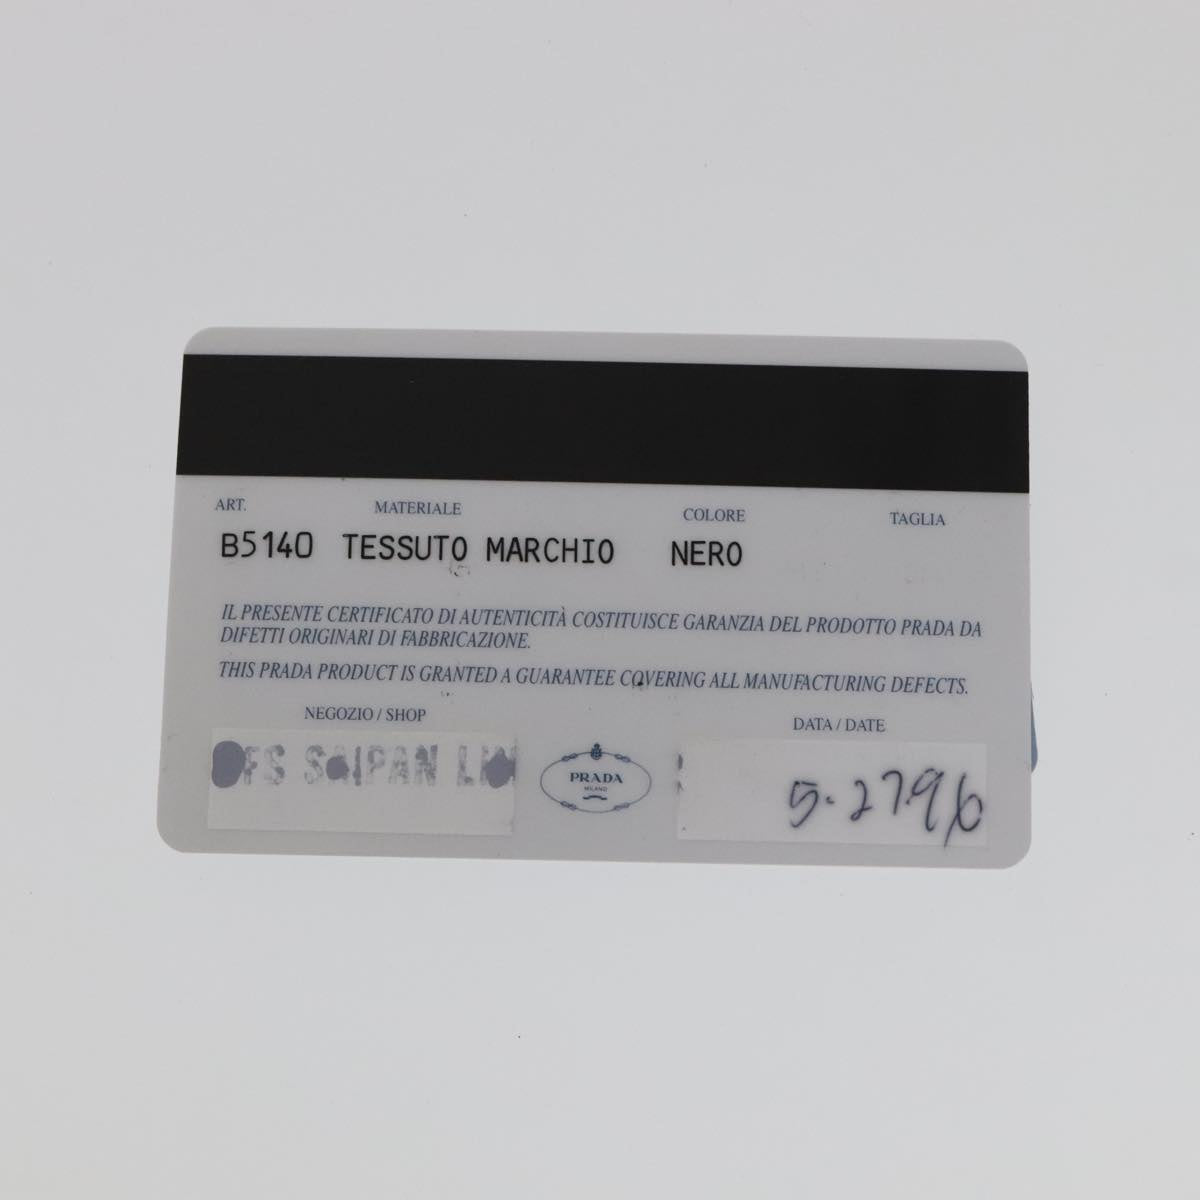 ART. MATERIALE COLORE TAGLIA
B5140 TESSUTO MARCHIO NERO
IL PRESENTE CERTIFICATO DI AUTENTICITÀ COSTITUISCE GARANZIA DEL PRODOTTO PRADA DA
DIFETTI ORIGINARI DI FABBRICAZIONE.
THIS PRADA PRODUCT IS GRANTED A GUARANTEE COVERING ALL MANUFACTURING DEFECTS.
NEGOZIO / SHOP DATA / DATE
SAIPAN
PRADA
MILANO
5·2796